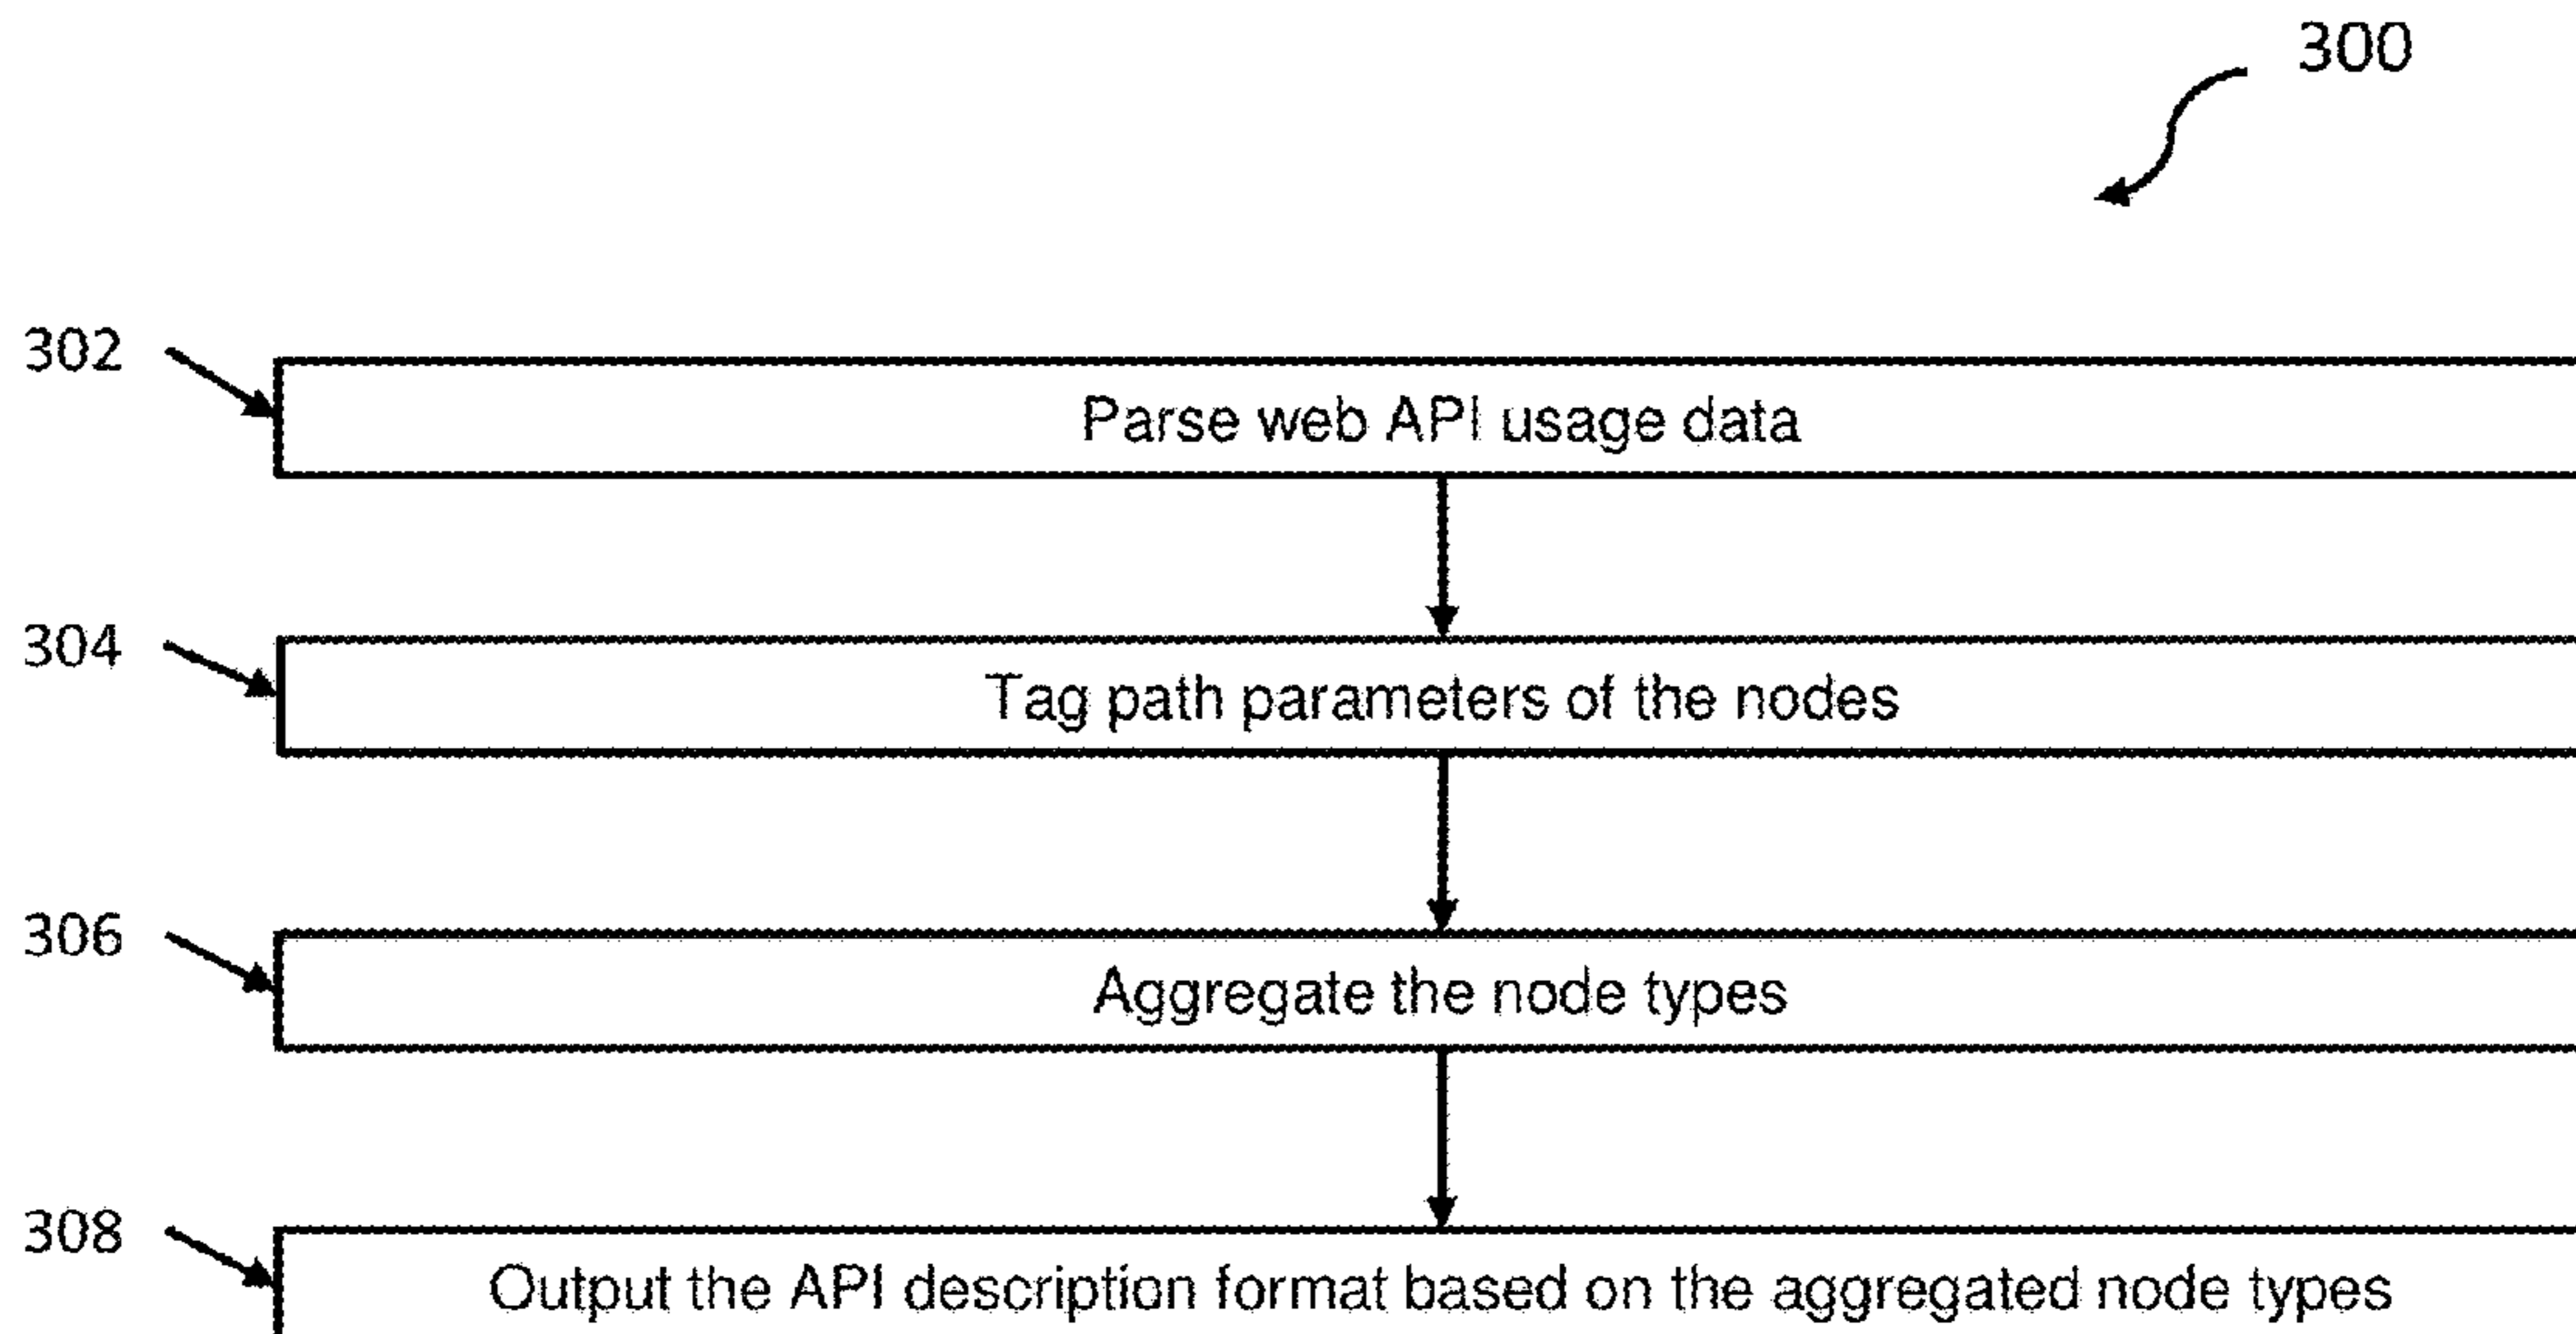 300
302
Parse web API usage data
304
Tag path parameters of the nodes
306
Aggregate the node types
308
Output the API description format based on the aggregated node types